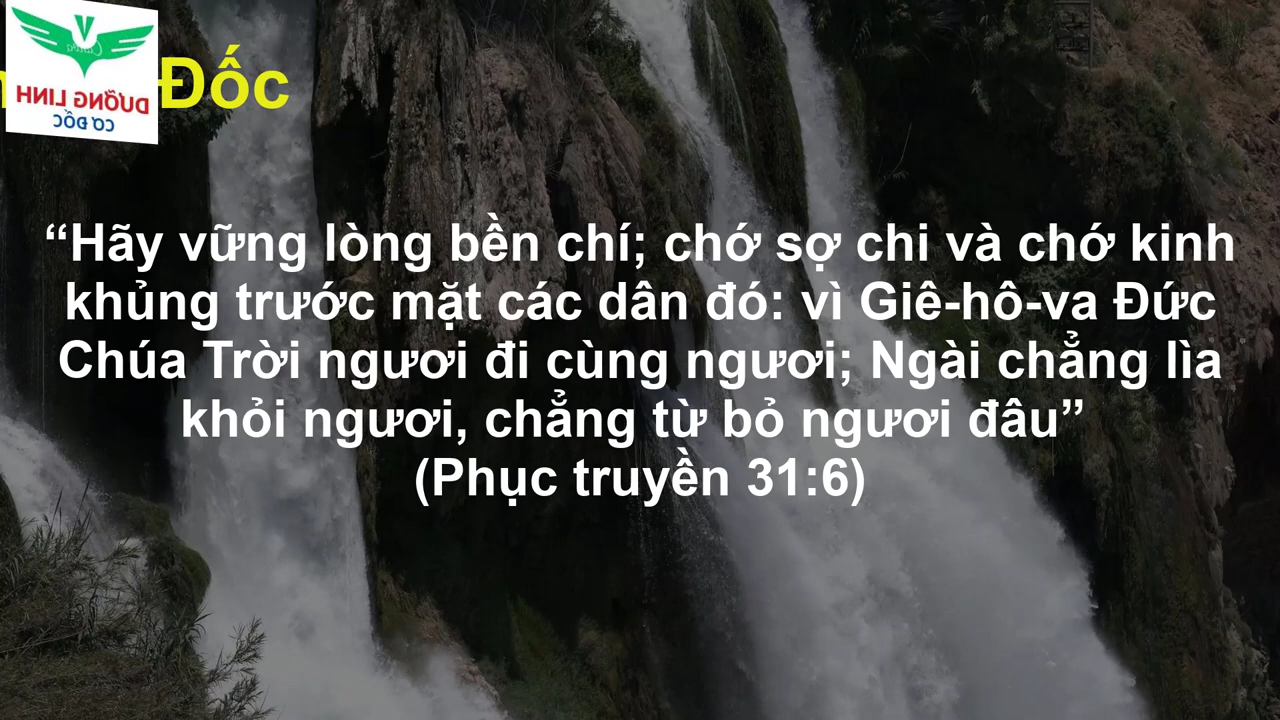 Đốc
DƯỠNG LINH
CƠ ĐỐC
“Hãy vững lòng bền chí; chớ sợ chi và chớ kinh
khủng trước mặt các dân đó: vì Giê-hô-va Đức
Chúa Trời ngươi đi cùng ngươi; Ngài chẳng lìa
khỏi ngươi, chẳng từ bỏ ngươi đâu”
(Phục truyền 31:6)